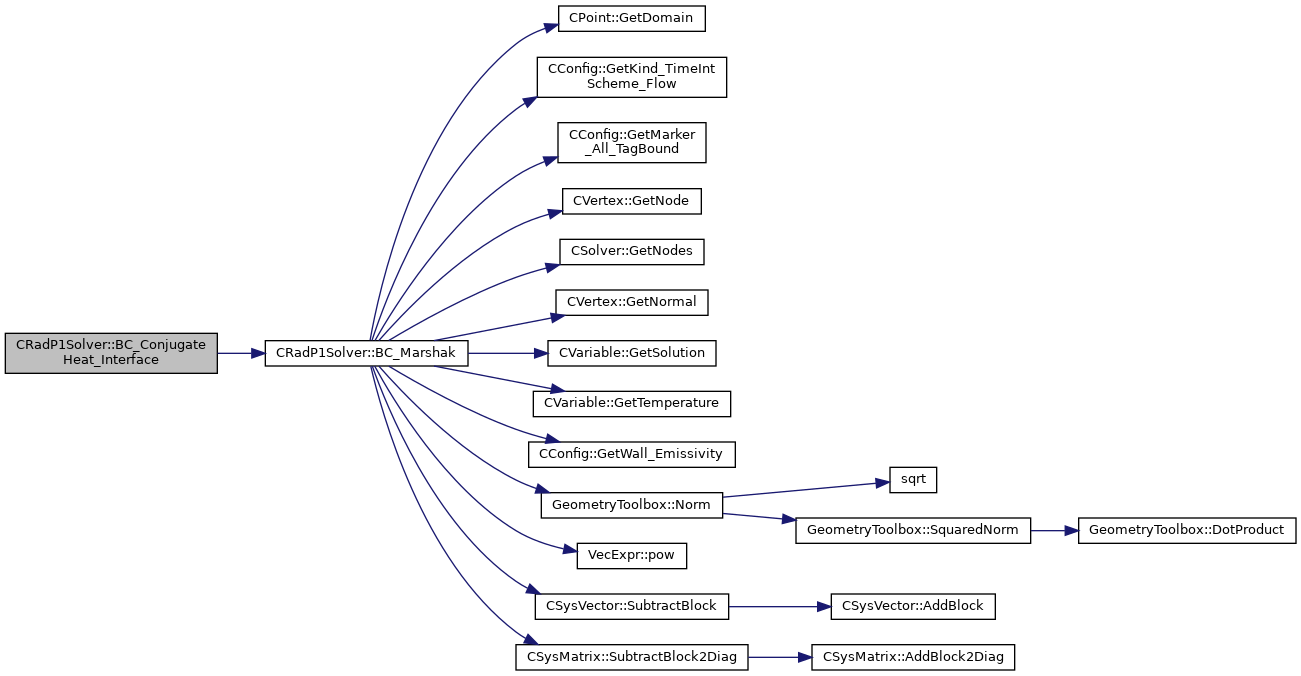 CPoint::GetDomain
CConfig::GetKind_TimeInt
Scheme_Flow
CConfig::GetMarker
_All_TagBound
CVertex::GetNode
CSolver::GetNodes
CVertex::GetNormal
CRadP1Solver::BC_Conjugate
Heat_Interface
CRadP1Solver::BC_Marshak
CVariable::GetSolution
CVariable::GetTemperature
CConfig::GetWall_Emissivity
sqrt
GeometryToolbox::Norm
GeometryToolbox::SquaredNorm
GeometryToolbox::DotProduct
VecExpr::pow
CSysVector::SubtractBlock
CSysVector::AddBlock
CSysMatrix::SubtractBlock2Diag
CSysMatrix::AddBlock2Diag